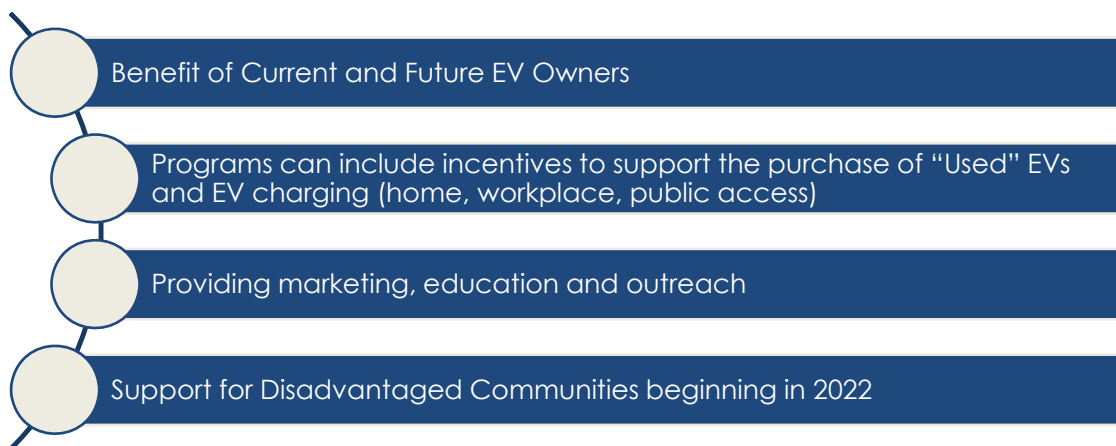 Benefit of Current and Future EV Owners
Programs can include incentives to support the purchase of “Used” EVs
and EV charging (home, workplace, public access)
Providing marketing, education and outreach
Support for Disadvantaged Communities beginning in 2022